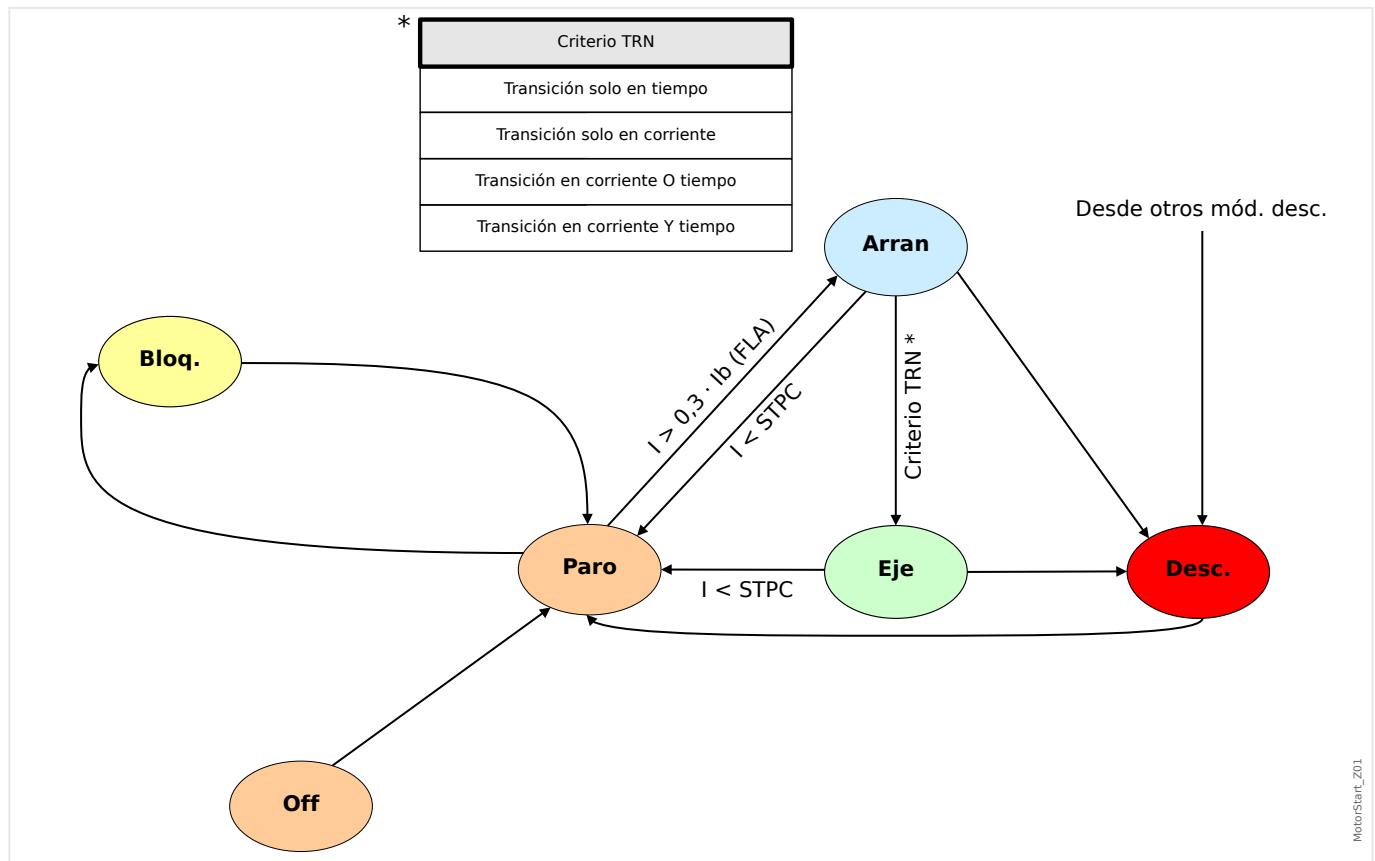 *
Criterio TRN
Transición solo en tiempo
Transición solo en corriente
Transición en corriente O tiempo
Transición en corriente Y tiempo
Desde otros mód. desc.
Arran
Bloq.
I > 0,3 · Ib (FLA)
I < STPC
Criterio TRN *
Paro
I < STPC
Eje
Desc.
Off
MotorStart_Z01